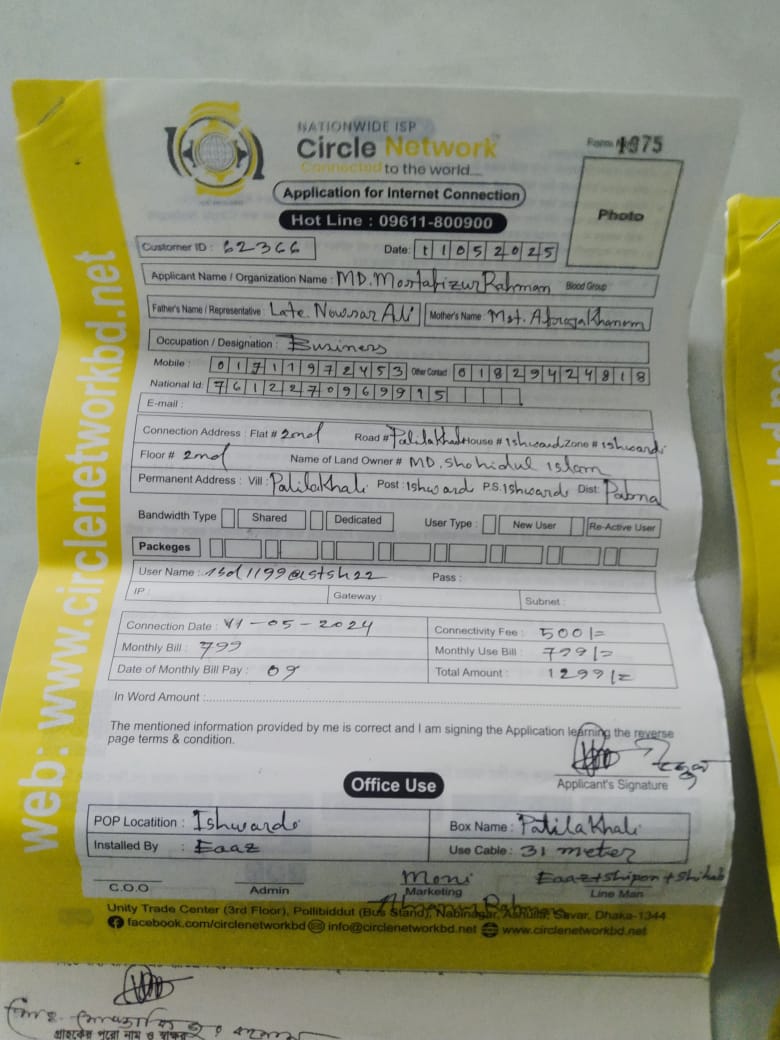 NATIONWIDE ISP
Circle Network
Connected to the world....
Form No. 1975
Application for Internet Connection
Hot Line : 09611-800900
Photo
Customer ID : 62366 Date: 11052025
Applicant Name / Organization Name : MD. Mostafizur Rahman Blood Group
Father's Name / Representative : Late. Nowsar Ali Mother's Name : Mst. Afroja Khanom
Occupation / Designation : Business
Mobile : 01711972453 Other Contact 01829424818
National Id: 7612270969915
E-mail :
Connection Address : Flat # 2nd Road # Patilakhali House # Ishwardi Zone # Ishwardi
Floor # 2nd Name of Land Owner # MD. Shohidul Islam
Permanent Address : Vill : Patilakhali Post : Ishward P.S. Ishwardi Dist: Pabna
Bandwidth Type Shared Dedicated User Type : New User Re-Active User
Packeges
User Name : Pass :
IP : Gateway : Subnet :
Connection Date : 11-05-2024 Connectivity Fee : 500/=
Monthly Bill : 799 Monthly Use Bill : 799/=
Date of Monthly Bill Pay : 09 Total Amount : 1299/=
In Word Amount :
The mentioned information provided by me is correct and I am signing the Application learning the reverse
page terms & condition.
Applicant's Signature
Office Use
POP Locatition : Ishwardi Box Name : Patilakhali
Installed By : Eaaz Use Cable : 31 meter
Moni Eaaz+Shipon+Shihab
C.O.O Admin Marketing Line Man
Unity Trade Center (3rd Floor), Pollibiddut (Bus Stand), Nabinagar, Ashulia, Savar, Dhaka-1344
facebook.com/circlenetworkbd info@circlenetworkbd.net www.circlenetworkbd.net
web: www.circlenetworkbd.net
গ্রাহকের পুরো নাম ও স্বাক্ষর